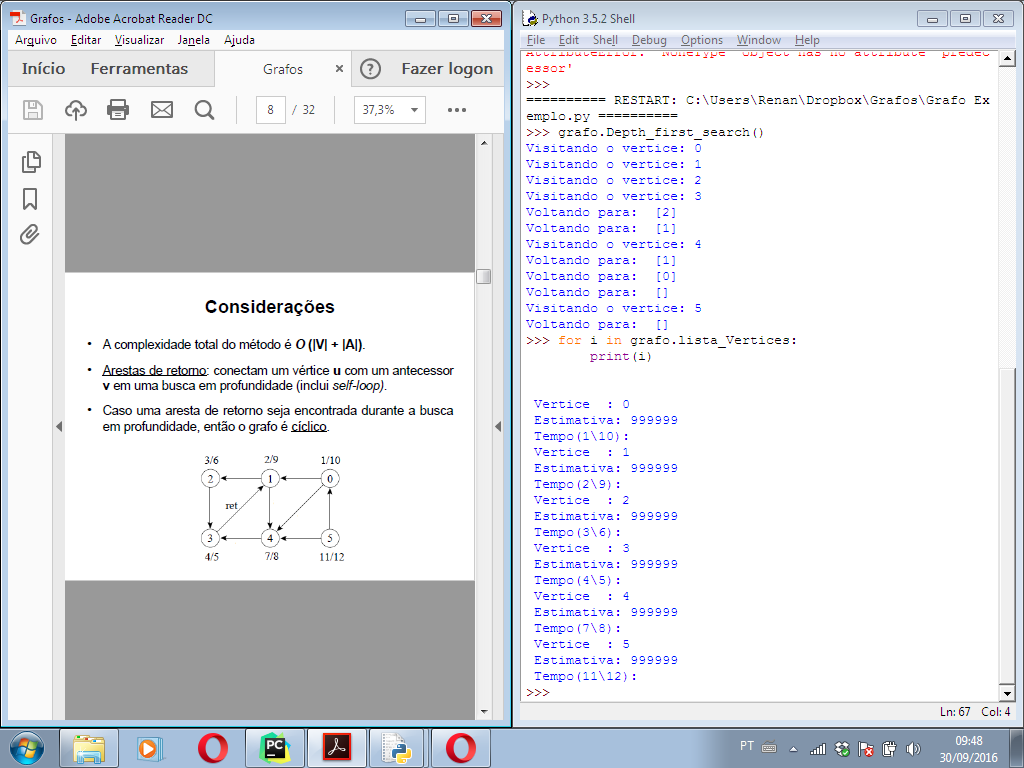 Grafos - Adobe Acrobat Reader DC
Arquivo Editar Visualizar Janela Ajuda
Início Ferramentas Grafos × ? Fazer logon
8 / 32 37,3%
Considerações
• A complexidade total do método é O (|V| + |A|).
• Arestas de retorno: conectam um vértice u com um antecessor
v em uma busca em profundidade (inclui self-loop).
• Caso uma aresta de retorno seja encontrada durante a busca
em profundidade, então o grafo é cíclico.
3/6 2/9 1/10
2 1 0
ret
3 4 5
4/5 7/8 11/12
Python 3.5.2 Shell
File Edit Shell Debug Options Window Help
AttributeError: 'NoneType' object has no attribute 'predec
essor'
>>>
========== RESTART: C:\Users\Renan\Dropbox\Grafos\Grafo Ex
emplo.py ==========
>>> grafo.Depth_first_search()
Visitando o vertice: 0
Visitando o vertice: 1
Visitando o vertice: 2
Visitando o vertice: 3
Voltando para:  [2]
Voltando para:  [1]
Visitando o vertice: 4
Voltando para:  [1]
Voltando para:  [0]
Voltando para:  []
Visitando o vertice: 5
Voltando para:  []
>>> for i in grafo.lista_Vertices:
        print(i)
Vertice  : 0
Estimativa: 999999
Tempo(1\10):
Vertice  : 1
Estimativa: 999999
Tempo(2\9):
Vertice  : 2
Estimativa: 999999
Tempo(3\6):
Vertice  : 3
Estimativa: 999999
Tempo(4\5):
Vertice  : 4
Estimativa: 999999
Tempo(7\8):
Vertice  : 5
Estimativa: 999999
Tempo(11\12):
>>>
Ln: 67 Col: 4
PC
PT
09:48
30/09/2016